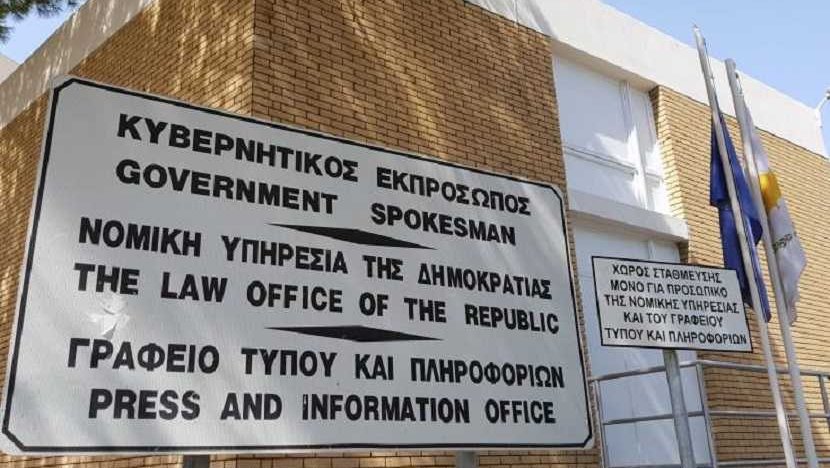 ΚΥΒΕΡΝΗΤΙΚΟΣ ΕΚΠΡΟΣΩΠΟΣ
GOVERNMENT SPOKESMAN
ΝΟΜΙΚΗ ΥΠΗΡΕΣΙΑ ΤΗΣ ΔΗΜΟΚΡΑΤΙΑΣ
THE LAW OFFICE OF THE REPUBLIC
ΓΡΑΦΕΙΟ ΤΥΠΟΥ ΚΑΙ ΠΛΗΡΟΦΟΡΙΩΝ
PRESS AND INFORMATION OFFICE
ΧΩΡΟΣ ΣΤΑΘΜΕΥΣΗΣ
ΜΟΝΟ ΓΙΑ ΠΡΟΣΩΠΙΚΟ
ΤΗΣ ΝΟΜΙΚΗΣ ΥΠΗΡΕΣΙΑΣ
ΚΑΙ ΤΟΥ ΓΡΑΦΕΙΟΥ
ΤΥΠΟΥ ΚΑΙ ΠΛΗΡΟΦΟΡΙΩΝ